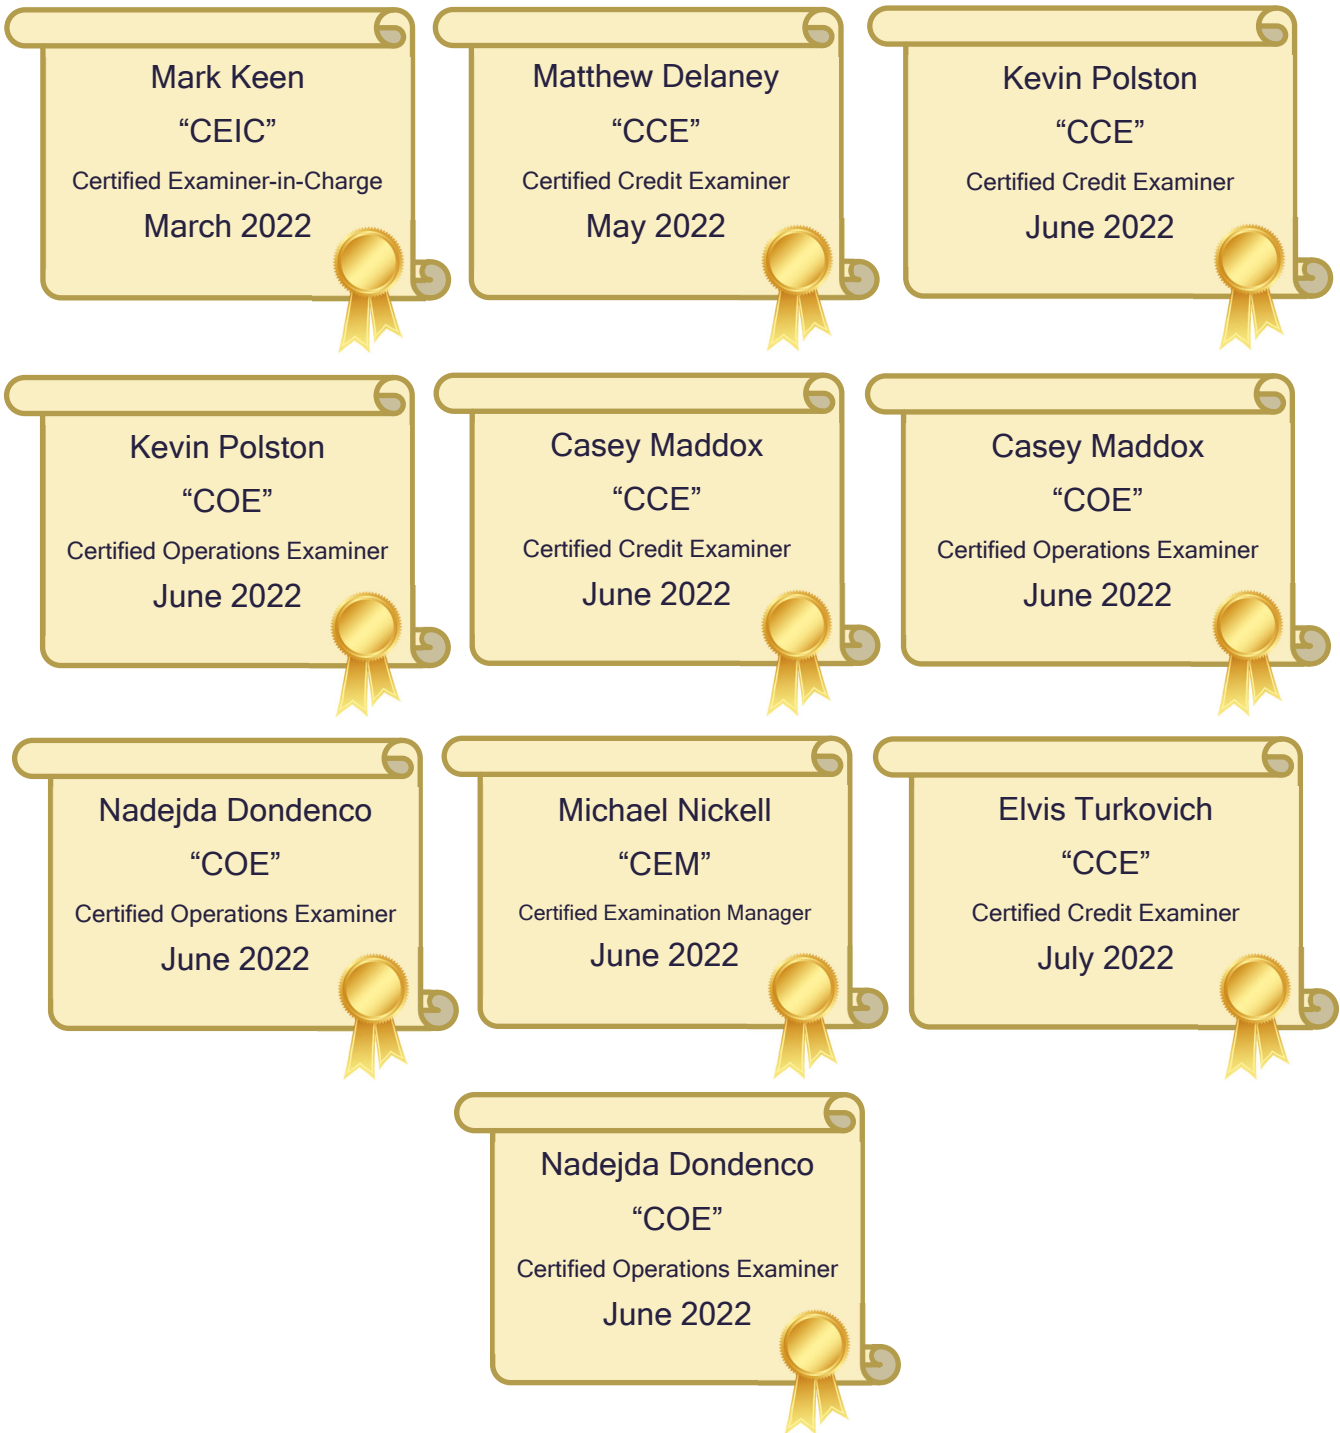 Mark Keen
“CEIC”
Certified Examiner-in-Charge
March 2022
Matthew Delaney
“CCE”
Certified Credit Examiner
May 2022
Kevin Polston
“CCE”
Certified Credit Examiner
June 2022
Kevin Polston
“COE”
Certified Operations Examiner
June 2022
Casey Maddox
“CCE”
Certified Credit Examiner
June 2022
Casey Maddox
“COE”
Certified Operations Examiner
June 2022
Nadejda Dondenco
“COE”
Certified Operations Examiner
June 2022
Michael Nickell
“CEM”
Certified Examination Manager
June 2022
Elvis Turkovich
“CCE”
Certified Credit Examiner
July 2022
Nadejda Dondenco
“COE”
Certified Operations Examiner
June 2022